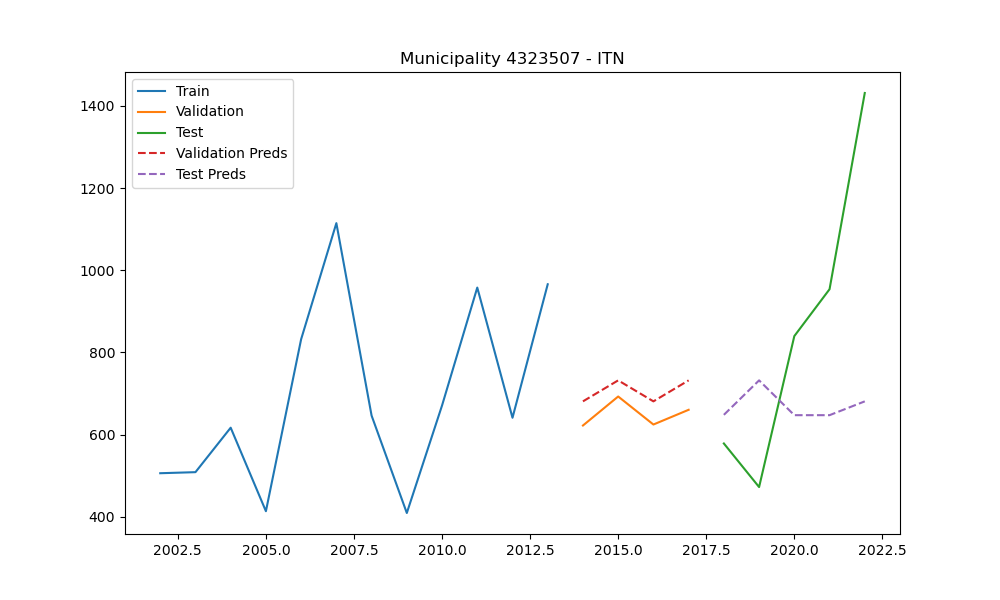 Municipality 4323507 - ITN
Train
Validation
Test
Validation Preds
Test Preds
1400
1200
1000
800
600
400
2002.5 2005.0 2007.5 2010.0 2012.5 2015.0 2017.5 2020.0 2022.5